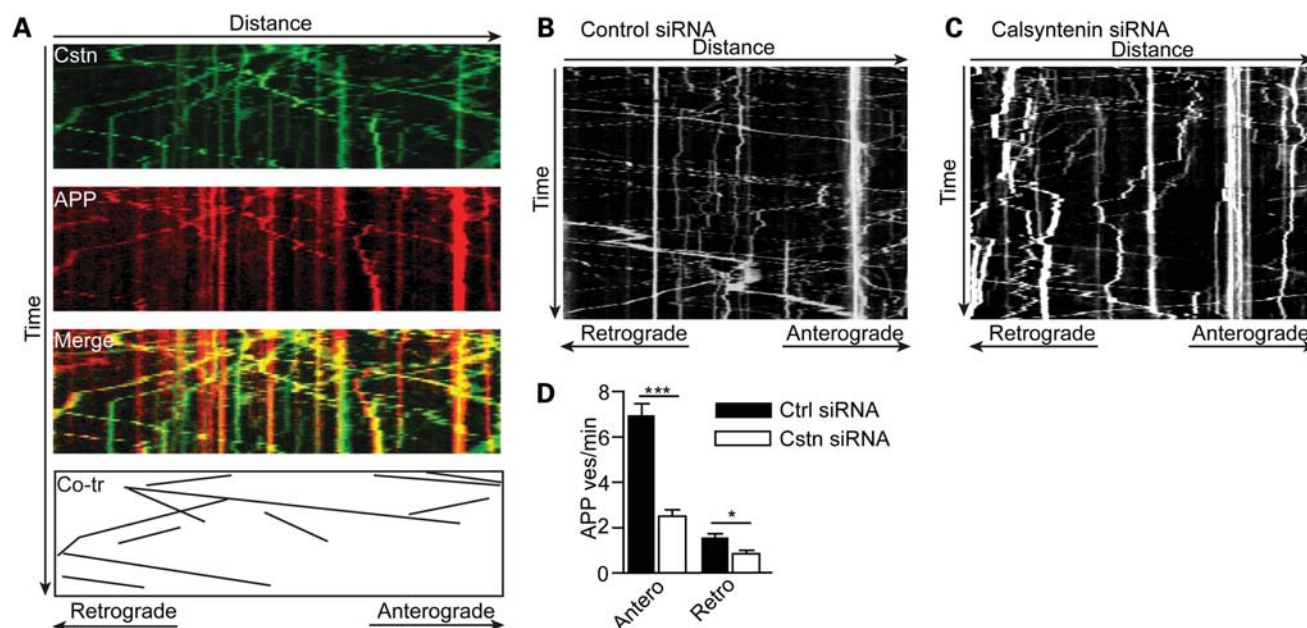 A
Distance
Cstn
APP
Merge
Co-tr
Time
Retrograde
Anterograde
B
Control siRNA
Distance
Time
Retrograde
Anterograde
C
Calsyntenin siRNA
Distance
Time
Retrograde
Anterograde
D
8
6
4
2
0
APP ves/min
***
*
Antero
Retro
Ctrl siRNA
Cstn siRNA